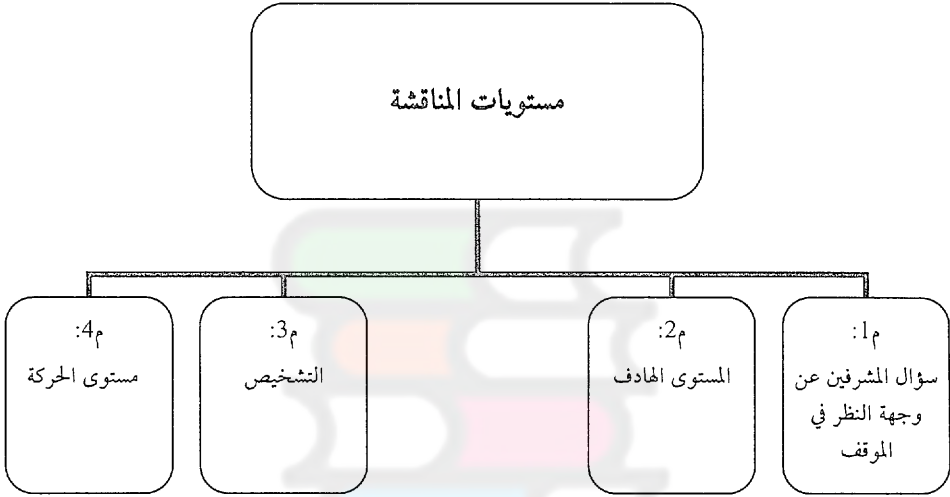 مستويات المناقشة
م1:
سؤال المشرفين عن
وجهة النظر في
الموقف
م2:
المستوى الهادف
م3:
التشخيص
م4:
مستوى الحركة